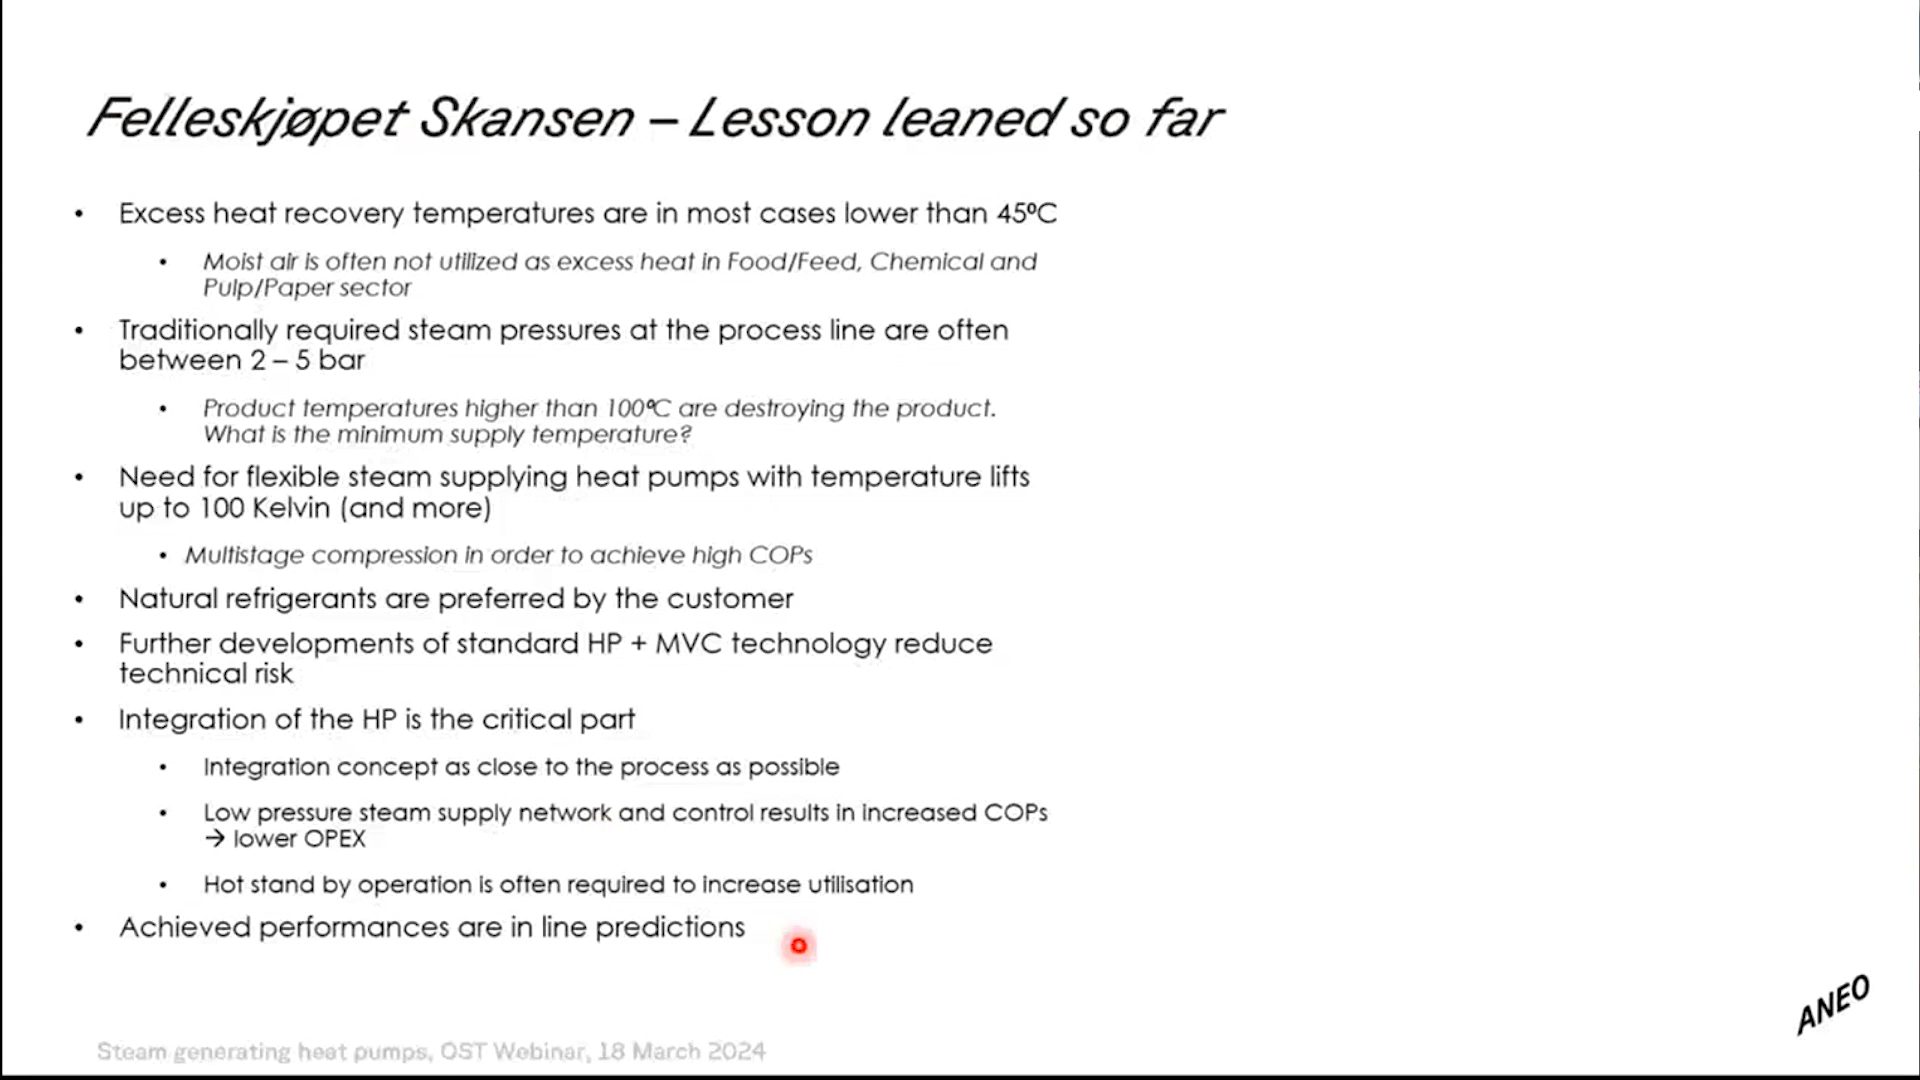 Felleskjøpet Skansen – Lesson leaned so far
• Excess heat recovery temperatures are in most cases lower than 45ºC
• Moist air is often not utilized as excess heat in Food/Feed, Chemical and
Pulp/Paper sector
• Traditionally required steam pressures at the process line are often
between 2 – 5 bar
• Product temperatures higher than 100ºC are destroying the product.
What is the minimum supply temperature?
• Need for flexible steam supplying heat pumps with temperature lifts
up to 100 Kelvin (and more)
• Multistage compression in order to achieve high COPs
• Natural refrigerants are preferred by the customer
• Further developments of standard HP + MVC technology reduce
technical risk
• Integration of the HP is the critical part
• Integration concept as close to the process as possible
• Low pressure steam supply network and control results in increased COPs
→ lower OPEX
• Hot stand by operation is often required to increase utilisation
• Achieved performances are in line predictions
ANEO
Steam generating heat pumps, OST Webinar, 18 March 2024